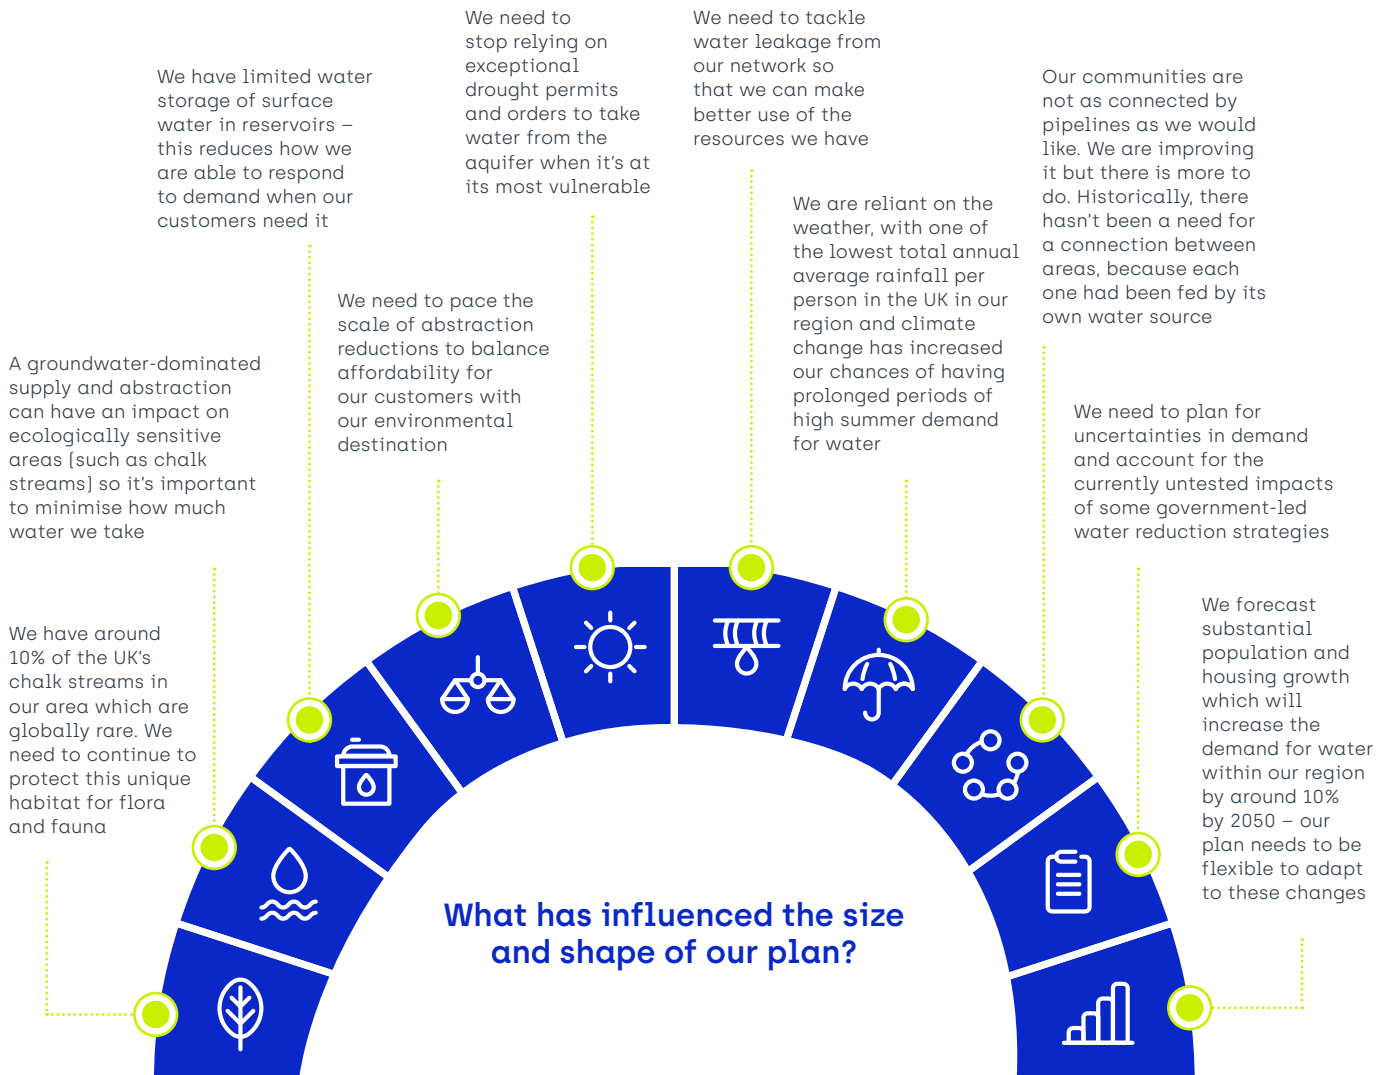 We have around
10% of the UK's
chalk streams in
our area which are
globally rare. We
need to continue to
protect this unique
habitat for flora
and fauna
A groundwater-dominated
supply and abstraction
can have an impact on
ecologically sensitive
areas (such as chalk
streams) so it's important
to minimise how much
water we take
We have limited water
storage of surface
water in reservoirs –
this reduces how we
are able to respond
to demand when our
customers need it
We need to pace the
scale of abstraction
reductions to balance
affordability for
our customers with
our environmental
destination
We need to
stop relying on
exceptional
drought permits
and orders to take
water from the
aquifer when it's at
its most vulnerable
We need to tackle
water leakage from
our network so
that we can make
better use of the
resources we have
We are reliant on the
weather, with one of
the lowest total annual
average rainfall per
person in the UK in our
region and climate
change has increased
our chances of having
prolonged periods of
high summer demand
for water
Our communities are
not as connected by
pipelines as we would
like. We are improving
it but there is more to
do. Historically, there
hasn't been a need for
a connection between
areas, because each
one had been fed by its
own water source
We need to plan for
uncertainties in demand
and account for the
currently untested impacts
of some government-led
water reduction strategies
We forecast
substantial
population and
housing growth
which will
increase the
demand for water
within our region
by around 10%
by 2050 – our
plan needs to be
flexible to adapt
to these changes
What has influenced the size
and shape of our plan?